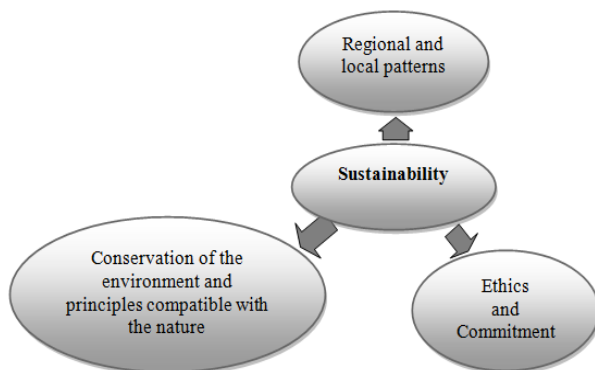 Regional and
local patterns
Sustainability
Conservation of the
environment and
principles compatible with
the nature
Ethics
and
Commitment